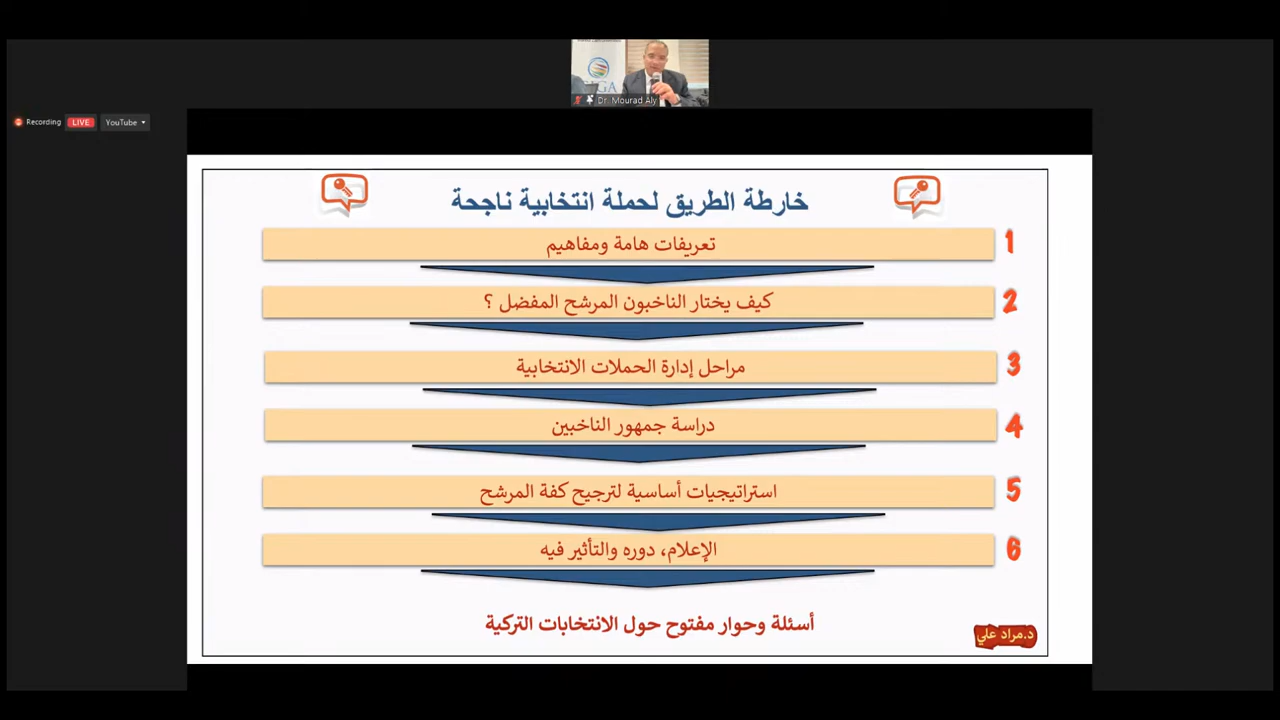 Dr. Mourad Aly
Recording
LIVE
YouTube
خارطة الطريق لحملة انتخابية ناجحة
1
تعريفات هامة ومفاهيم
2
كيف يختار الناخبون المرشح المفضل ؟
3
مراحل إدارة الحملات الانتخابية
4
دراسة جمهور الناخبين
5
استراتيجيات أساسية لترجيح كفة المرشح
6
الإعلام، دوره والتأثير فيه
أسئلة وحوار مفتوح حول الانتخابات التركية
د.مراد علي